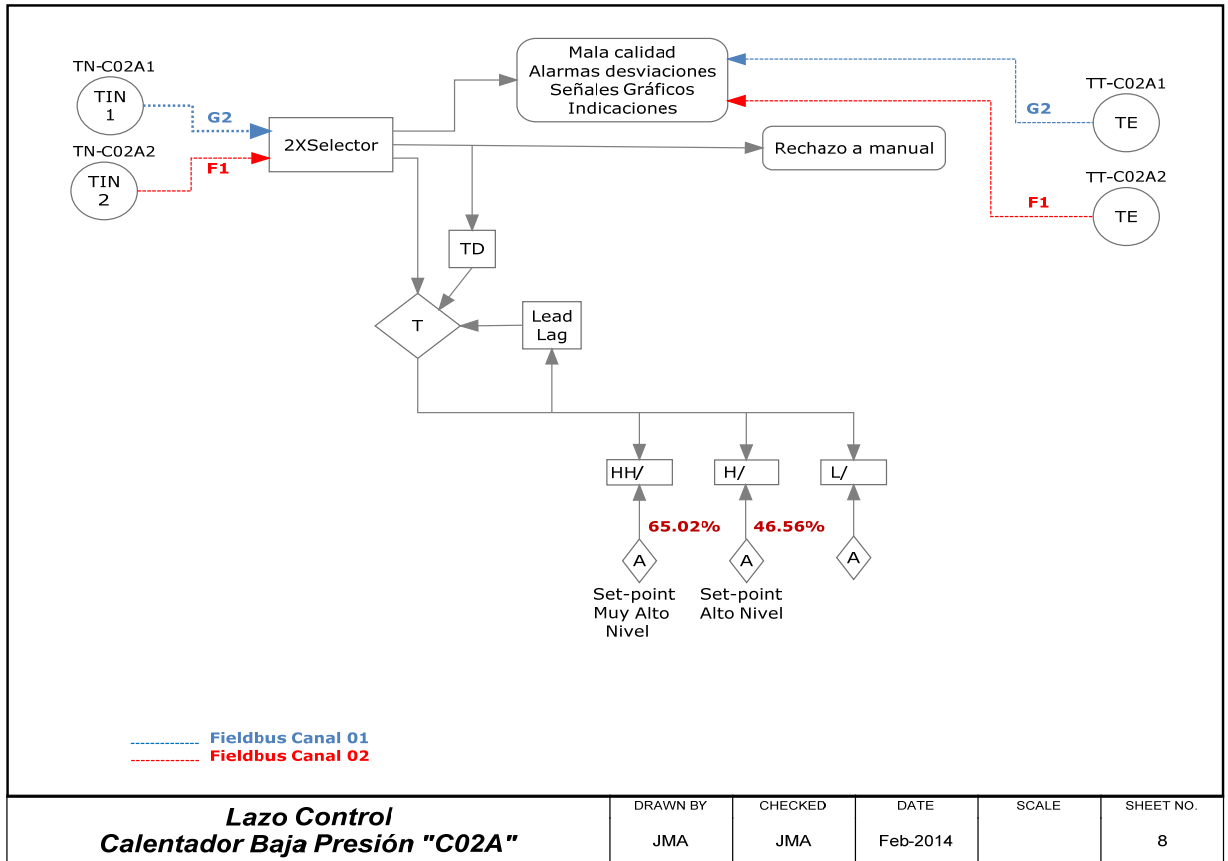 TN-C02A1
TIN
1
G2
TN-C02A2
TIN
2
F1
2XSelector
Mala calidad
Alarmas desviaciones
Señales Gráficos
Indicaciones
Rechazo a manual
TT-C02A1
TE
G2
TT-C02A2
TE
F1
TD
T
Lead
Lag
HH/
H/
L/
65.02%
46.56%
A
A
A
Set-point
Muy Alto
Nivel
Set-point
Alto Nivel
Fieldbus Canal 01
Fieldbus Canal 02
Lazo Control
Calentador Baja Presión "C02A"
DRAWN BY
JMA
CHECKED
JMA
DATE
Feb-2014
SCALE
SHEET NO.
8